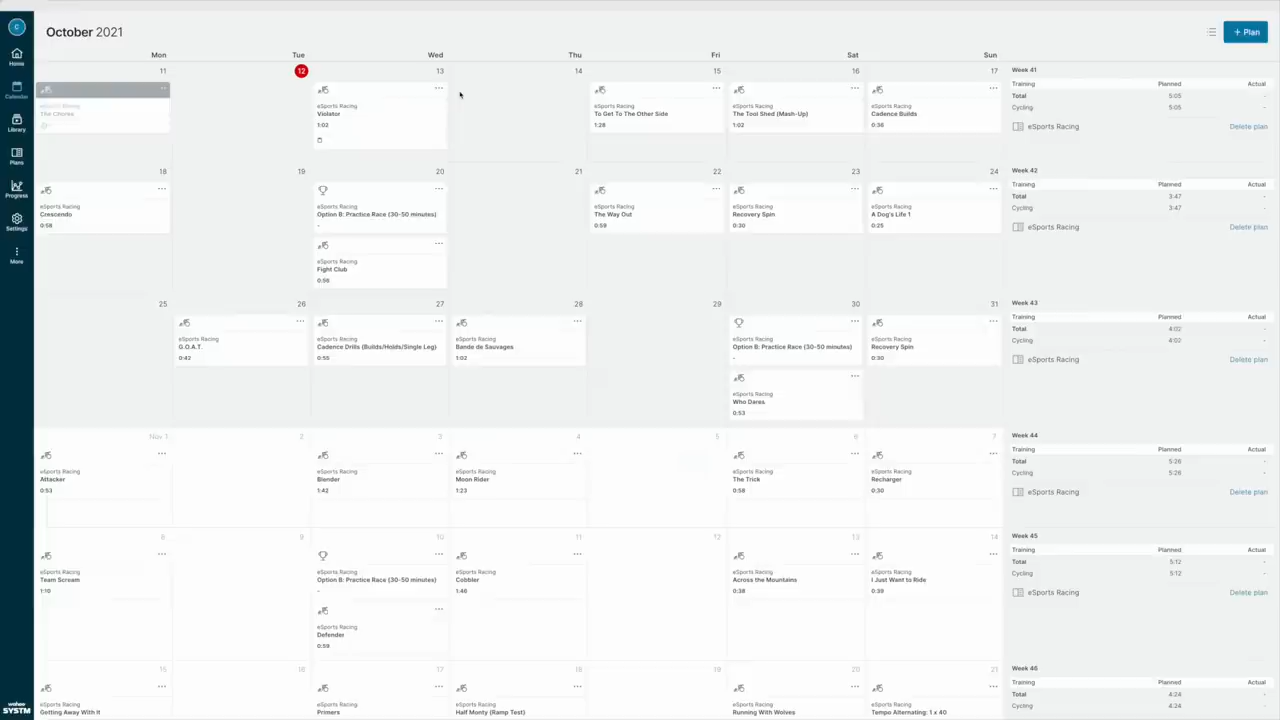 C
October 2021
+ Plan
Home
Calendar
Library
Plans
Progress
Settings
More
wahoo
SYSTM
Mon Tue Wed Thu Fri Sat Sun
11 12 13 14 15 16 17
eSports Racing
The Chores
eSports Racing
Violator
1:02
eSports Racing
To Get To The Other Side
1:28
eSports Racing
The Tool Shed (Mash-Up)
1:02
eSports Racing
Cadence Builds
0:36
Week 41
Training Planned Actual
Total 5:05 -
Cycling 5:05 -
eSports Racing Delete plan
18 19 20 21 22 23 24
eSports Racing
Crescendo
0:58
eSports Racing
Option B: Practice Race (30-50 minutes)
-
eSports Racing
Fight Club
0:56
eSports Racing
The Way Out
0:59
eSports Racing
Recovery Spin
0:30
eSports Racing
A Dog's Life 1
0:25
Week 42
Training Planned Actual
Total 3:47 -
Cycling 3:47 -
eSports Racing Delete plan
25 26 27 28 29 30 31
eSports Racing
G.O.A.T.
0:42
eSports Racing
Cadence Drills (Builds/Holds/Single Leg)
0:55
eSports Racing
Bande de Sauvages
1:02
eSports Racing
Option B: Practice Race (30-50 minutes)
-
eSports Racing
Who Dares
0:53
eSports Racing
Recovery Spin
0:30
Week 43
Training Planned Actual
Total 4:02 -
Cycling 4:02 -
eSports Racing Delete plan
Nov 1 2 3 4 5 6 7
eSports Racing
Attacker
0:53
eSports Racing
Blender
1:42
eSports Racing
Moon Rider
1:23
eSports Racing
The Trick
0:58
eSports Racing
Recharger
0:30
Week 44
Training Planned Actual
Total 5:26 -
Cycling 5:26 -
eSports Racing Delete plan
8 9 10 11 12 13 14
eSports Racing
Team Scream
1:10
eSports Racing
Option B: Practice Race (30-50 minutes)
-
eSports Racing
Defender
0:59
eSports Racing
Cobbler
1:46
eSports Racing
Across the Mountains
0:38
eSports Racing
I Just Want to Ride
0:39
Week 45
Training Planned Actual
Total 5:12 -
Cycling 5:12 -
eSports Racing Delete plan
15 16 17 18 19 20 21
Getting Away With It
Primers
Half Monty (Ramp Test)
Running With Wolves
Tempo Alternating: 1 x 40
Week 46
Training Planned Actual
Total 4:24 -
Cycling 4:24 -